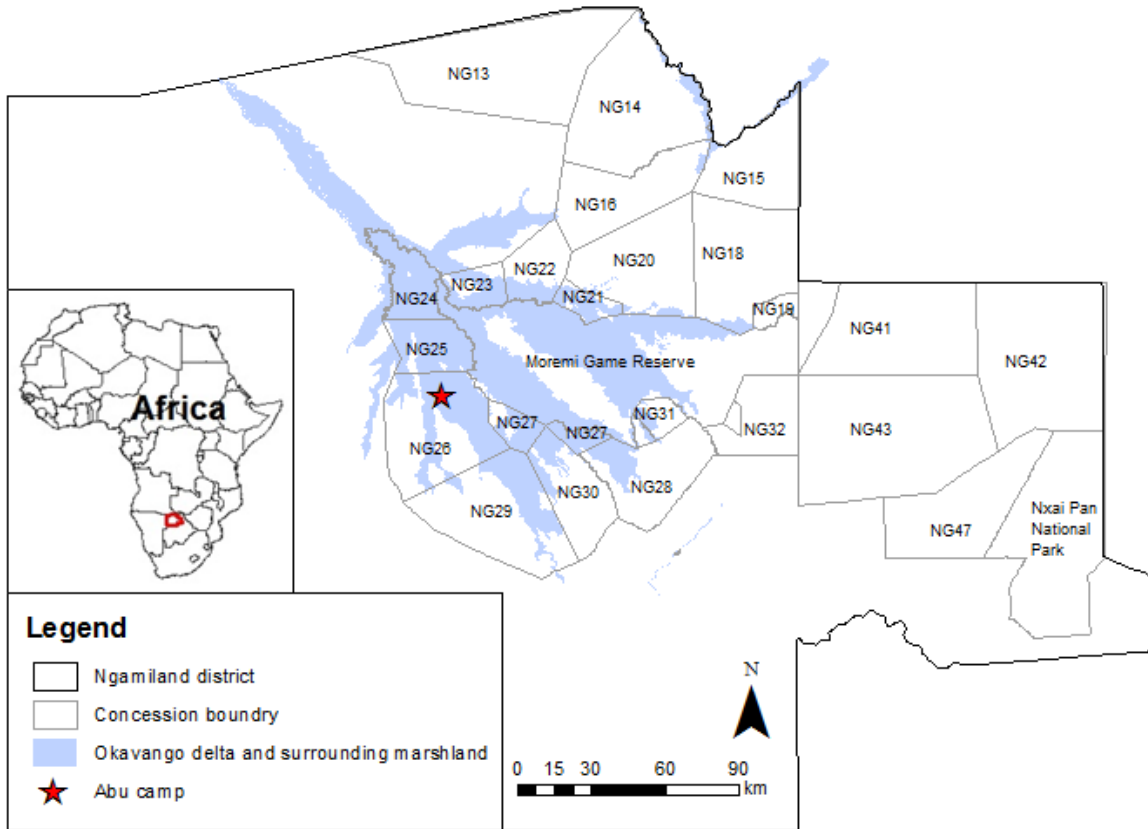 NG13
NG14
NG15
NG16
NG18
NG20
NG22
NG23
NG21
NG24
NG19
NG41
NG25
Moremi Game Reserve
NG42
NG27
NG31
NG27
NG32
NG43
NG26
NG30
NG28
NG29
NG47
Nxai Pan
National
Park
Africa
Legend
Ngamiland district
Concession boundry
Okavango delta and surrounding marshland
Abu camp
N
0 15 30 60 90
km